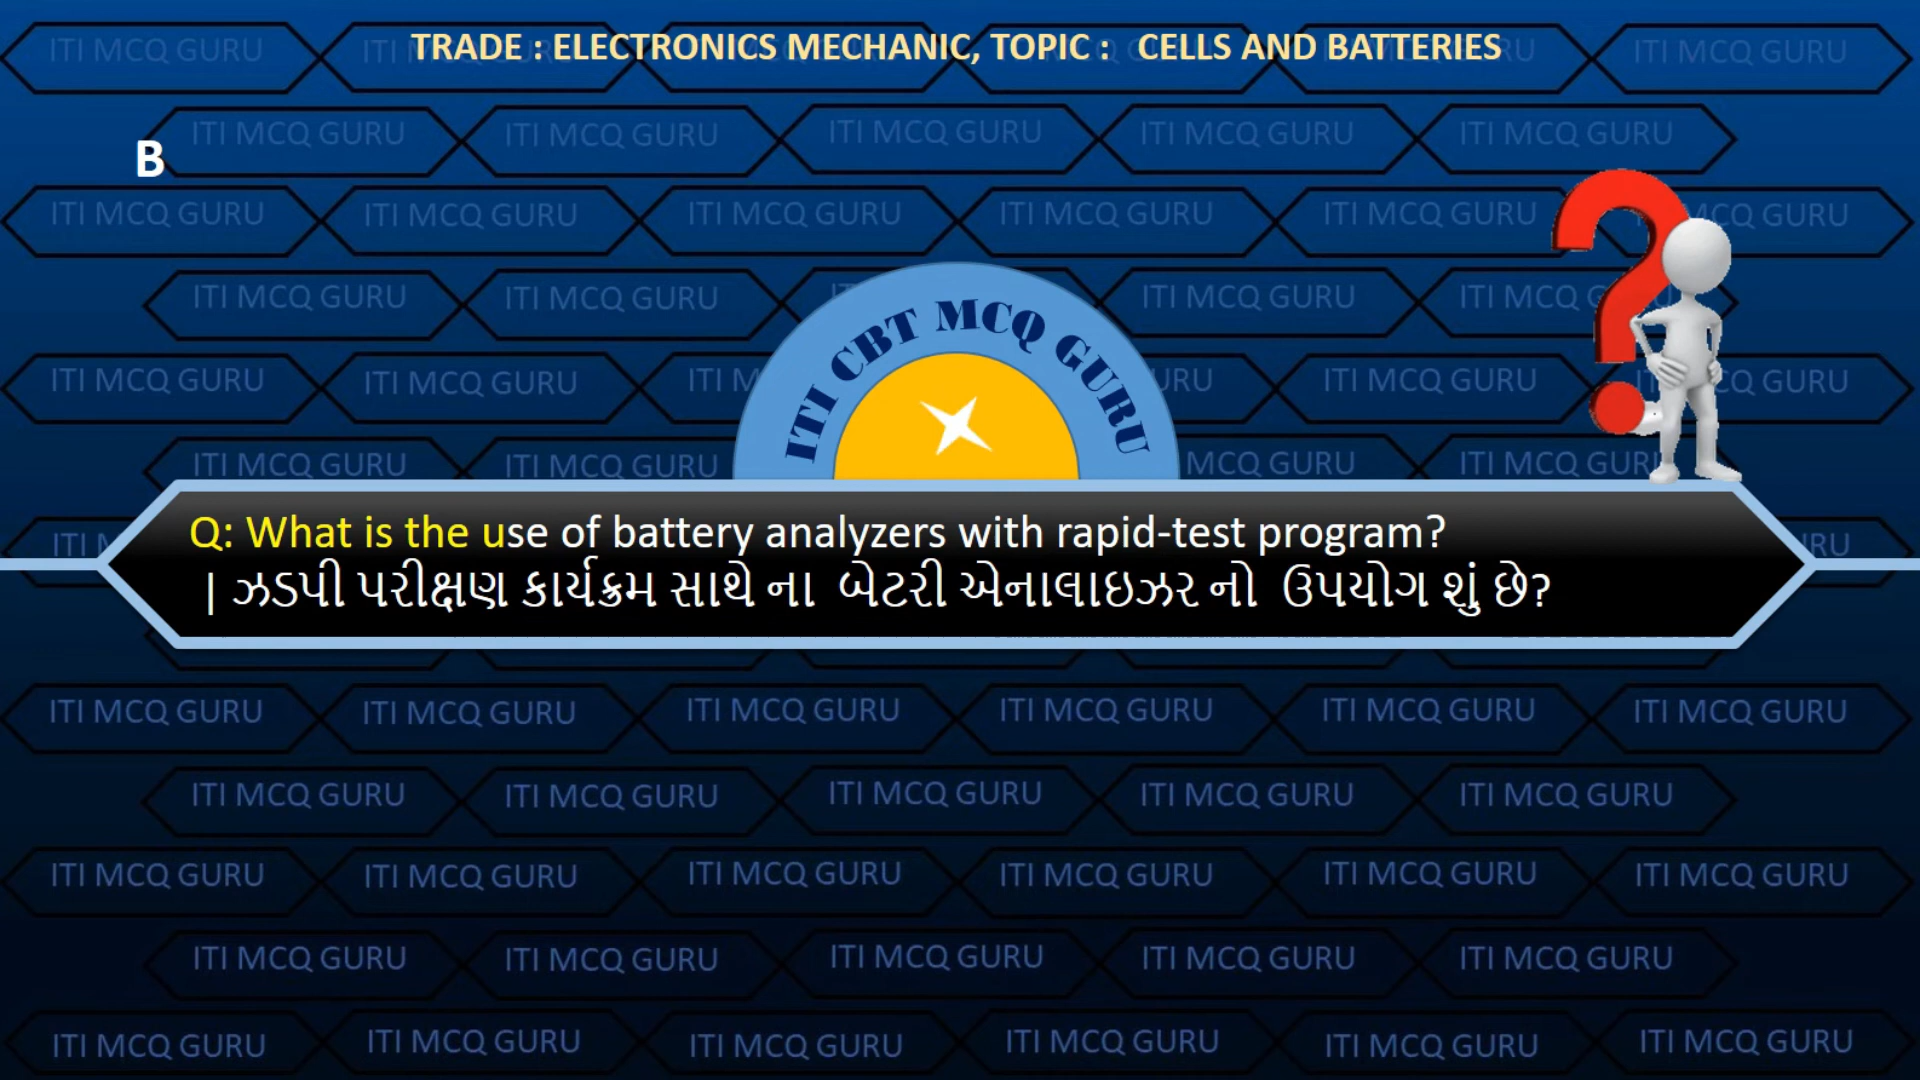 TRADE : ELECTRONICS MECHANIC, TOPIC : CELLS AND BATTERIES
B
ITI CBT MCQ GURU
Q: What is the use of battery analyzers with rapid-test program?
| ઝડપી પરીક્ષણ કાર્યક્રમ સાથે ના બેટરી એનાલાઇઝર નો ઉપયોગ શું છે?
ITI MCQ GURU